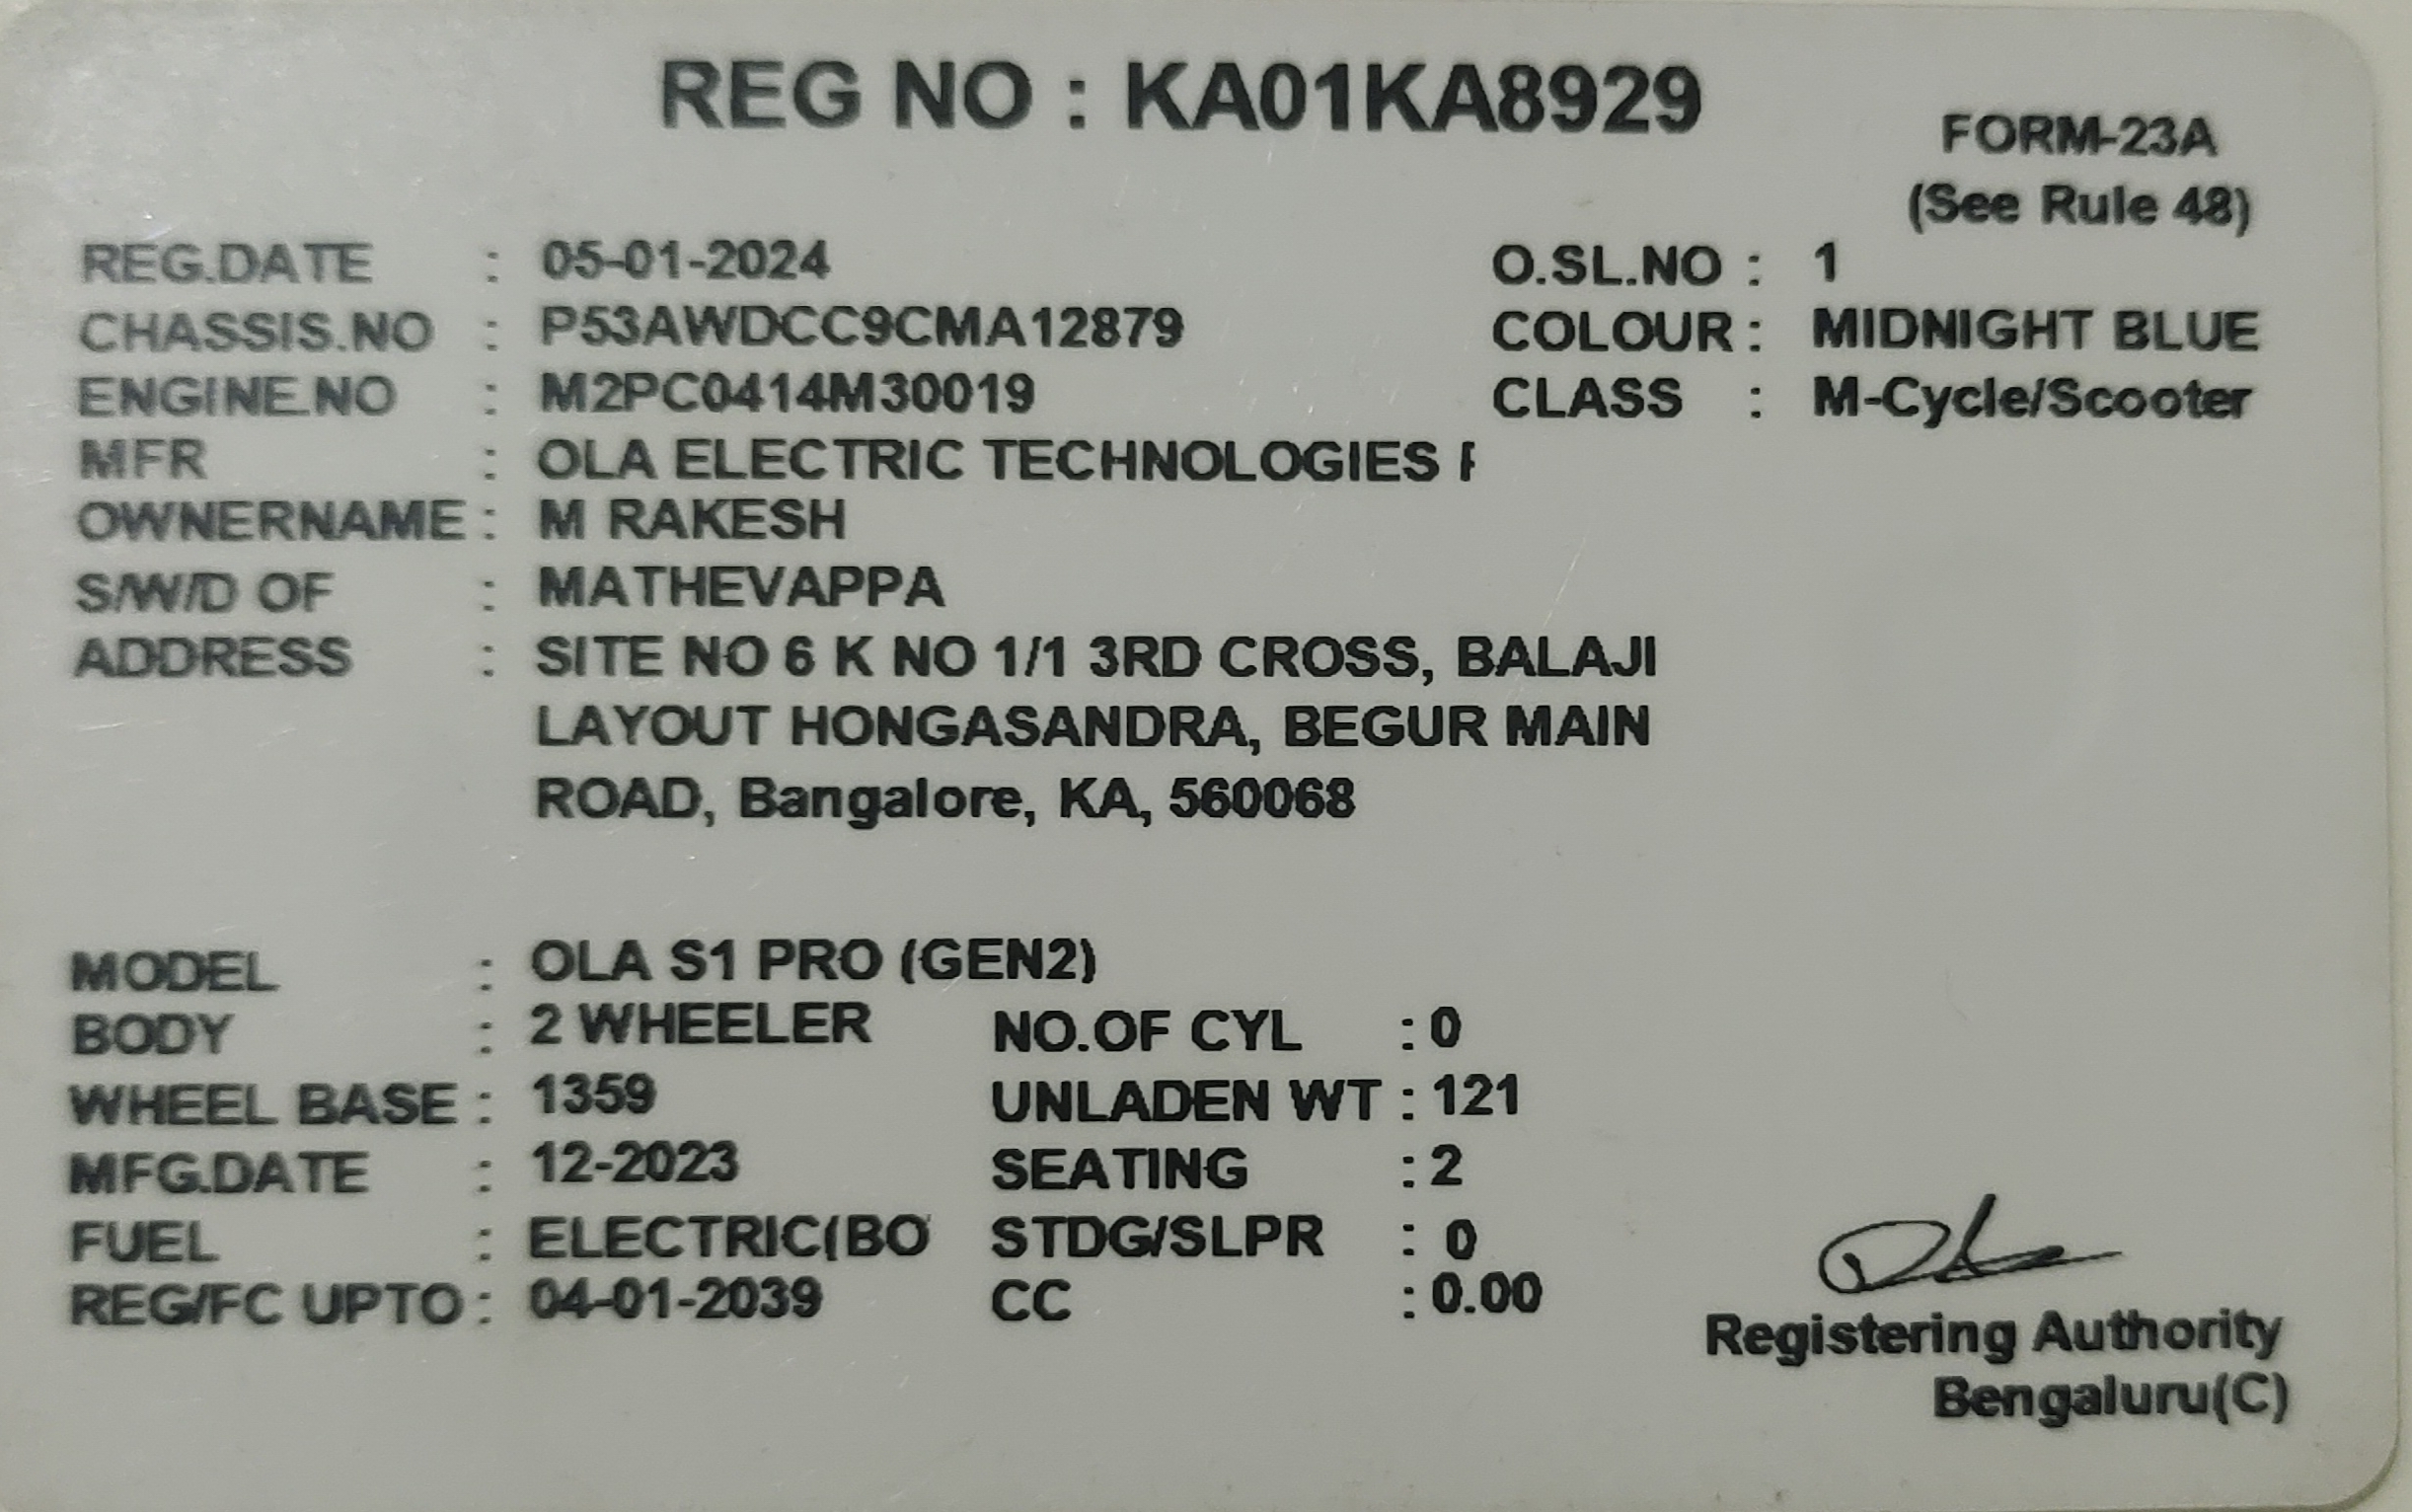 REG NO : KA01KA8929
FORM-23A
(See Rule 48)
REG.DATE : 05-01-2024 O.SL.NO : 1
CHASSIS.NO : P53AWDCC9CMA12879 COLOUR : MIDNIGHT BLUE
ENGINE.NO : M2PC0414M30019 CLASS : M-Cycle/Scooter
MFR : OLA ELECTRIC TECHNOLOGIES
OWNERNAME : M RAKESH
S/W/D OF : MATHEVAPPA
ADDRESS : SITE NO 6 K NO 1/1 3RD CROSS, BALAJI
LAYOUT HONGASANDRA, BEGUR MAIN
ROAD, Bangalore, KA, 560068
MODEL : OLA S1 PRO (GEN2)
BODY : 2 WHEELER NO.OF CYL : 0
WHEEL BASE : 1359 UNLADEN WT : 121
MFG.DATE : 12-2023 SEATING : 2
FUEL : ELECTRIC(BO STDG/SLPR : 0
REG/FC UPTO : 04-01-2039 CC : 0.00
Registering Authority
Bengaluru(C)